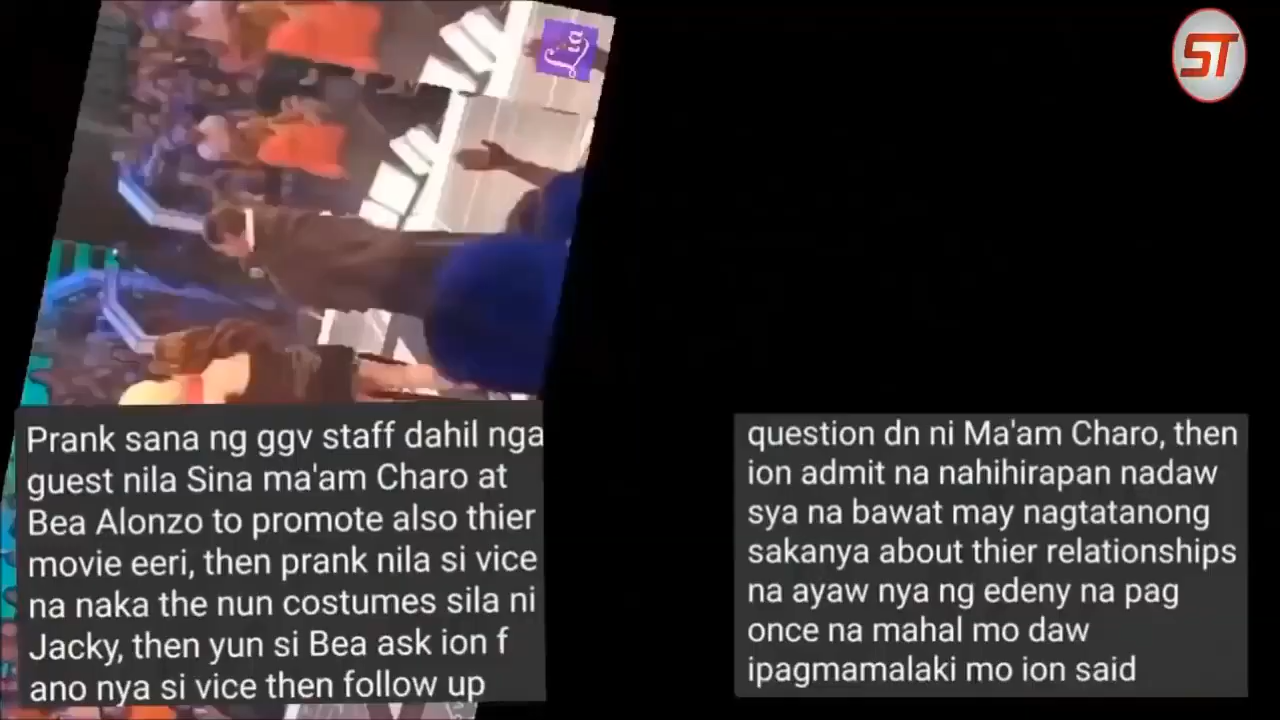 ST
Prank sana ng ggv staff dahil nga
guest nila Sina ma'am Charo at
Bea Alonzo to promote also thier
movie eeri, then prank nila si vice
na naka the nun costumes sila ni
Jacky, then yun si Bea ask ion f
ano nya si vice then follow up
question dn ni Ma'am Charo, then
ion admit na nahihirapan nadaw
sya na bawat may nagtatanong
sakanya about thier relationships
na ayaw nya ng edeny na pag
once na mahal mo daw
ipagmamalaki mo ion said